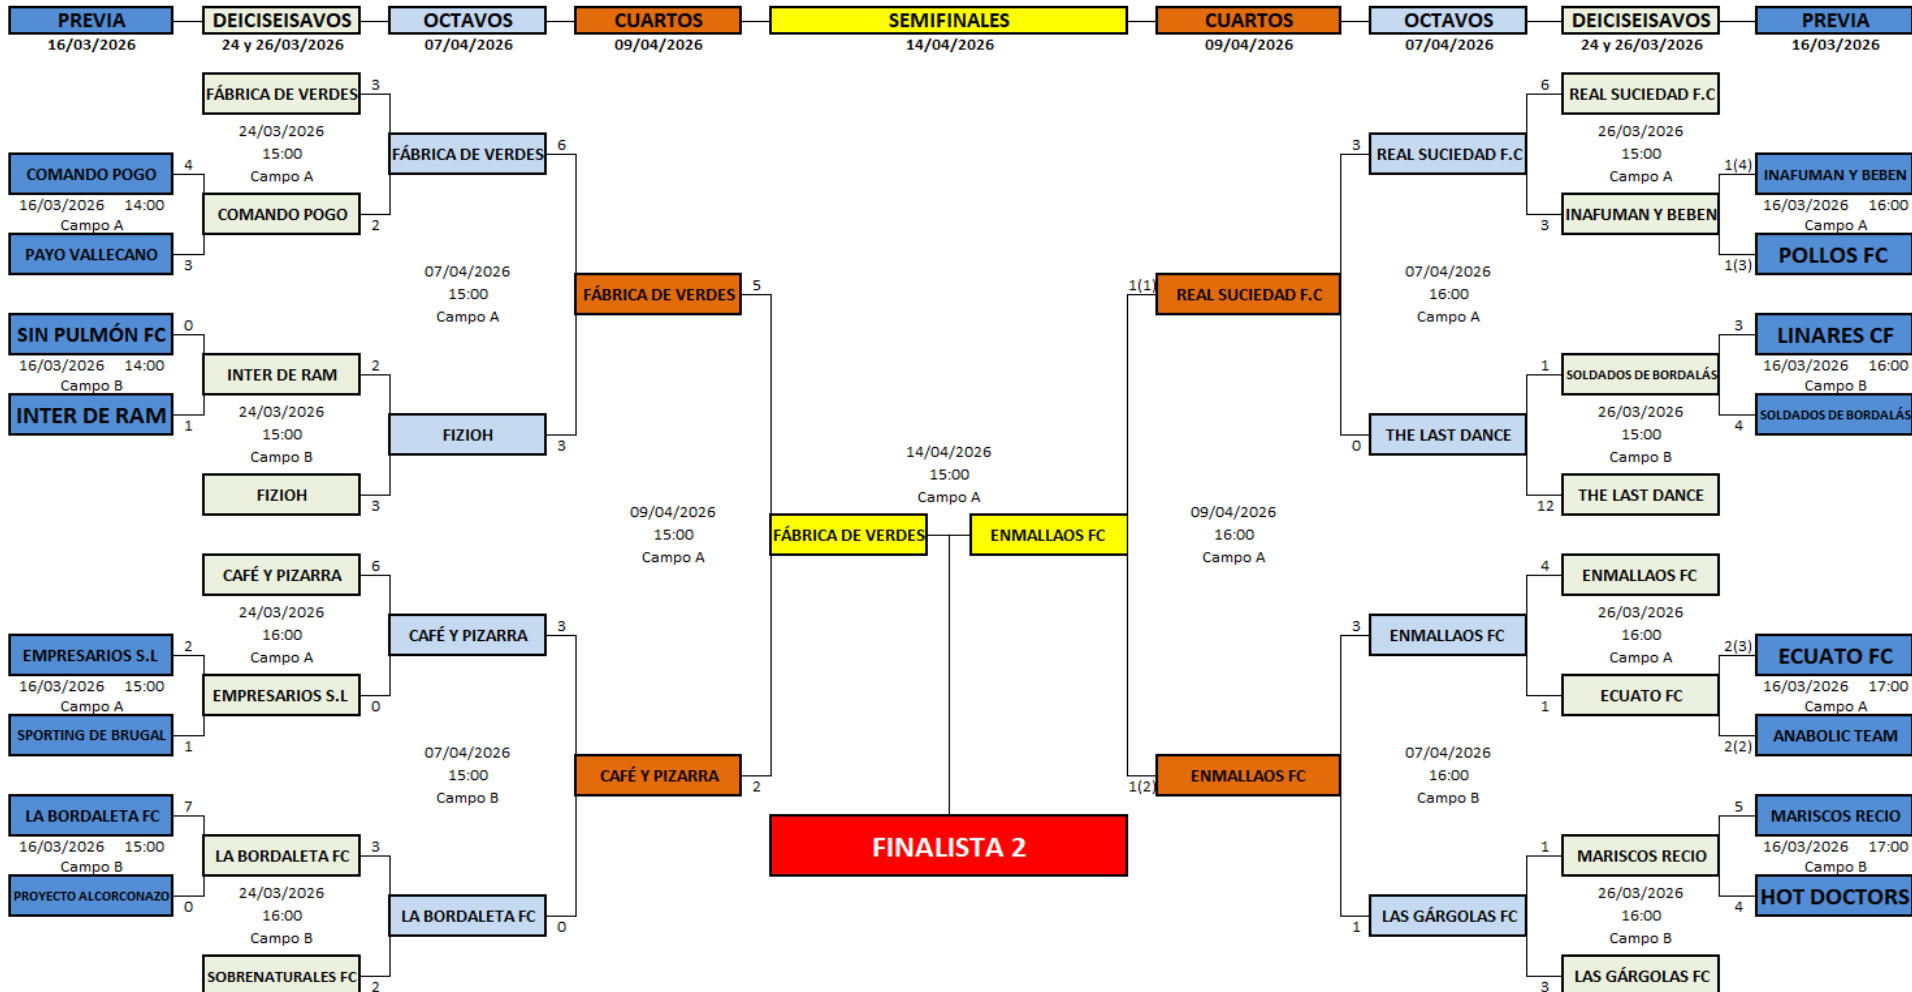 PREVIA
16/03/2026
DEICISEISAVOS
24 y 26/03/2026
OCTAVOS
07/04/2026
CUARTOS
09/04/2026
SEMIFINALES
14/04/2026
CUARTOS
09/04/2026
OCTAVOS
07/04/2026
DEICISEISAVOS
24 y 26/03/2026
PREVIA
16/03/2026
COMANDO POGO
4
16/03/2026 14:00
Campo A
PAYO VALLECANO
3
SIN PULMÓN FC
0
16/03/2026 14:00
Campo B
INTER DE RAM
1
EMPRESARIOS S.L
2
16/03/2026 15:00
Campo A
SPORTING DE BRUGAL
1
LA BORDALETA FC
7
16/03/2026 15:00
Campo B
PROYECTO ALCORCONAZO
0
FÁBRICA DE VERDES
3
24/03/2026
15:00
Campo A
COMANDO POGO
2
INTER DE RAM
2
24/03/2026
15:00
Campo B
FIZIOH
3
CAFÉ Y PIZARRA
6
24/03/2026
16:00
Campo A
EMPRESARIOS S.L
0
LA BORDALETA FC
3
24/03/2026
16:00
Campo B
SOBRENATURALES FC
2
FÁBRICA DE VERDES
6
07/04/2026
15:00
Campo A
FIZIOH
3
CAFÉ Y PIZARRA
3
07/04/2026
15:00
Campo B
LA BORDALETA FC
0
FÁBRICA DE VERDES
5
09/04/2026
15:00
Campo A
CAFÉ Y PIZARRA
2
14/04/2026
15:00
Campo A
FÁBRICA DE VERDES
ENMALLAOS FC
FINALISTA 2
1(1)
REAL SUCIEDAD F.C
09/04/2026
16:00
Campo A
1(2)
ENMALLAOS FC
3
REAL SUCIEDAD F.C
07/04/2026
16:00
Campo A
0
THE LAST DANCE
3
ENMALLAOS FC
07/04/2026
16:00
Campo B
1
LAS GÁRGOLAS FC
6
REAL SUCIEDAD F.C
26/03/2026
15:00
Campo A
3
INAFUMAN Y BEBEN
1
SOLDADOS DE BORDALÁS
26/03/2026
15:00
Campo B
12
THE LAST DANCE
4
ENMALLAOS FC
26/03/2026
16:00
Campo A
1
ECUATO FC
1
MARISCOS RECIO
26/03/2026
16:00
Campo B
3
LAS GÁRGOLAS FC
1(4)
INAFUMAN Y BEBEN
16/03/2026 16:00
Campo A
1(3)
POLLOS FC
3
LINARES CF
16/03/2026 16:00
Campo B
4
SOLDADOS DE BORDALÁS
2(3)
ECUATO FC
16/03/2026 17:00
Campo A
2(2)
ANABOLIC TEAM
5
MARISCOS RECIO
16/03/2026 17:00
Campo B
4
HOT DOCTORS